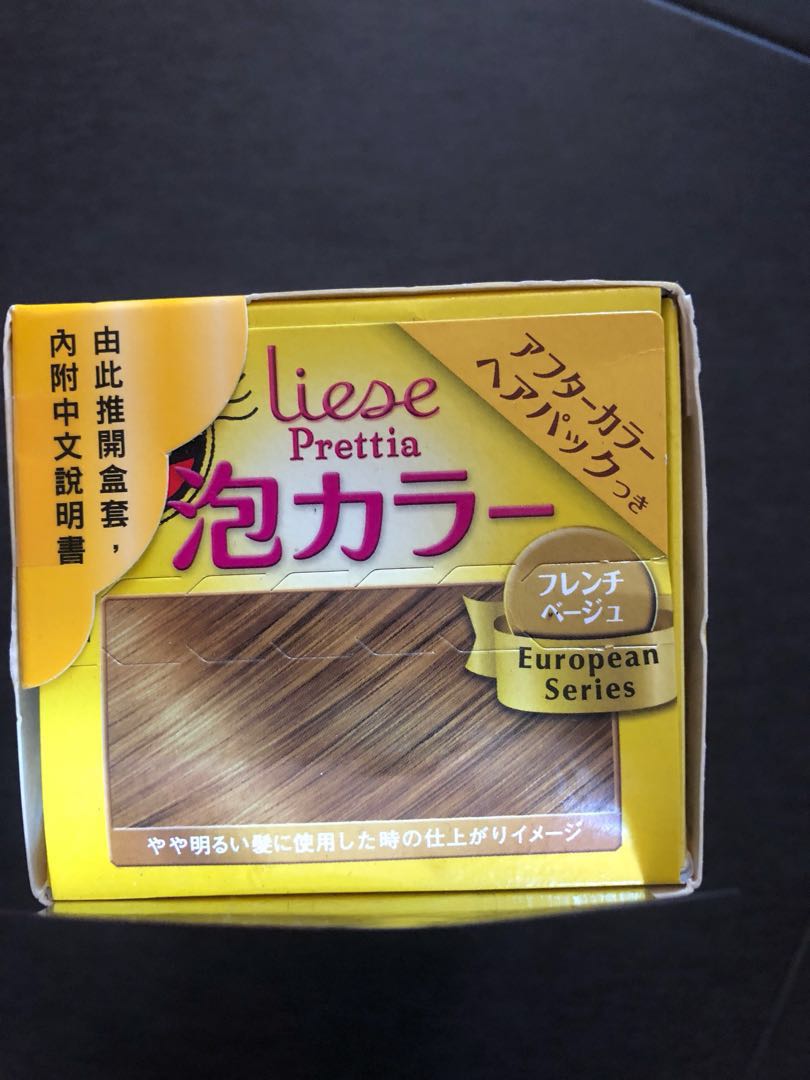 由此推開盒套，
內附中文說明書
liese
Prettia
泡カラー
アフターカラー
ヘアパックつき
フレンチ
ベージュ
European
Series
やや明るい髪に使用した時の仕上がりイメージ